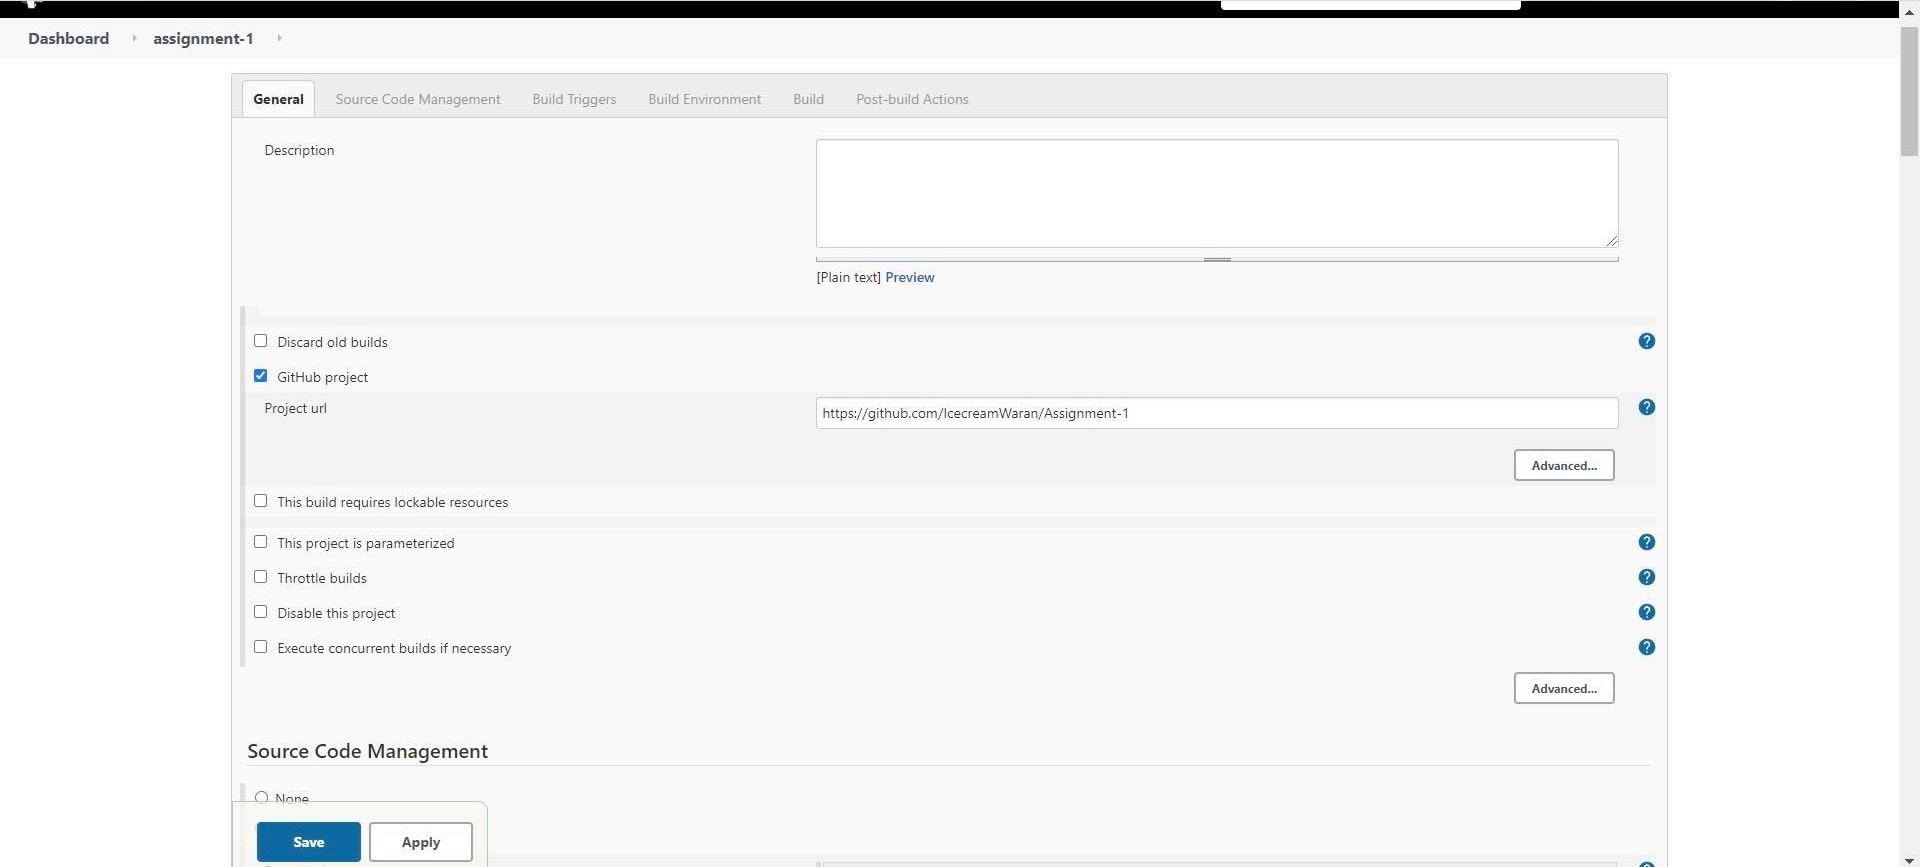 Dashboard assignment-1
General Source Code Management Build Triggers Build Environment Build Post-build Actions
Description
[Plain text] Preview
Discard old builds ?
GitHub project
Project url https://github.com/IcecreamWaran/Assignment-1 ?
Advanced...
This build requires lockable resources
This project is parameterized ?
Throttle builds ?
Disable this project ?
Execute concurrent builds if necessary ?
Advanced...
Source Code Management
None
Save Apply